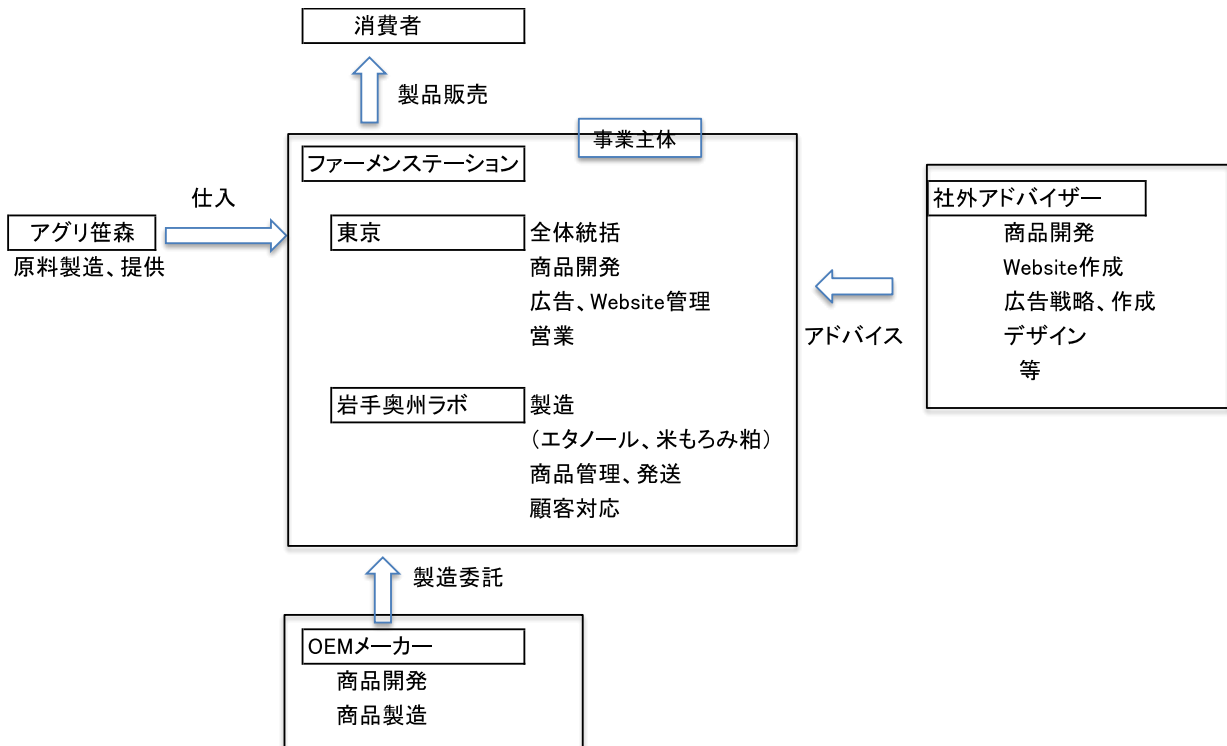 消費者
製品販売
事業主体
ファーメンステーション
仕入
アグリ笹森
原料製造、提供
東京
全体統括
商品開発
広告、Website管理
営業
岩手奥州ラボ
製造
(エタノール、米もろみ粕)
商品管理、発送
顧客対応
アドバイス
社外アドバイザー
商品開発
Website作成
広告戦略、作成
デザイン
等
製造委託
OEMメーカー
商品開発
商品製造